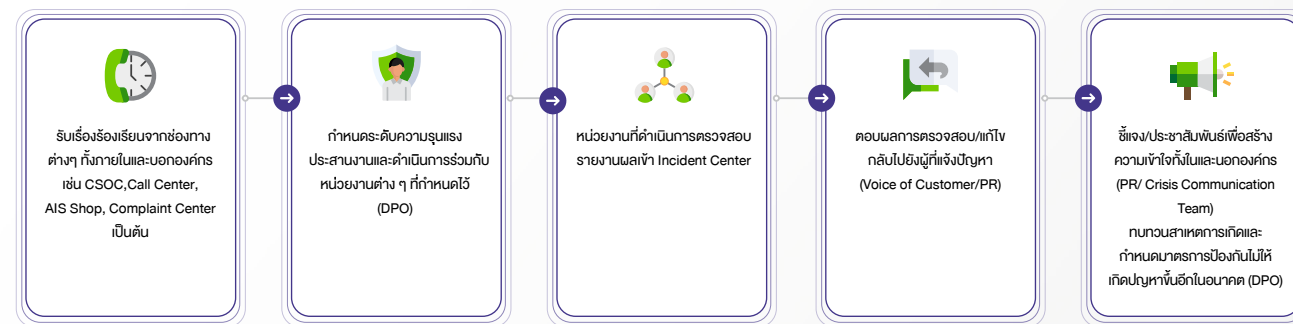 รับเรื่องร้องเรียนจากช่องทาง
ต่างๆ ทั้งภายในและนอกองค์กร
เช่น CSOC,Call Center,
AIS Shop, Complaint Center
เป็นต้น
กำหนดระดับความรุนแรง
ประสานงานและดำเนินการร่วมกับ
หน่วยงานต่าง ๆ ที่กำหนดไว้
(DPO)
หน่วยงานที่ดำเนินการตรวจสอบ
รายงานผลเข้า Incident Center
ตอบผลการตรวจสอบ/แก้ไข
กลับไปยังผู้ที่แจ้งปัญหา
(Voice of Customer/PR)
ชี้แจง/ประชาสัมพันธ์เพื่อสร้าง
ความเข้าใจทั้งในและนอกองค์กร
(PR/ Crisis Communication
Team)
ทบทวนสาเหตการเกิดและ
กำหนดมาตรการป้องกันไม่ให้
เกิดปัญหาขึ้นอีกในอนาคต (DPO)